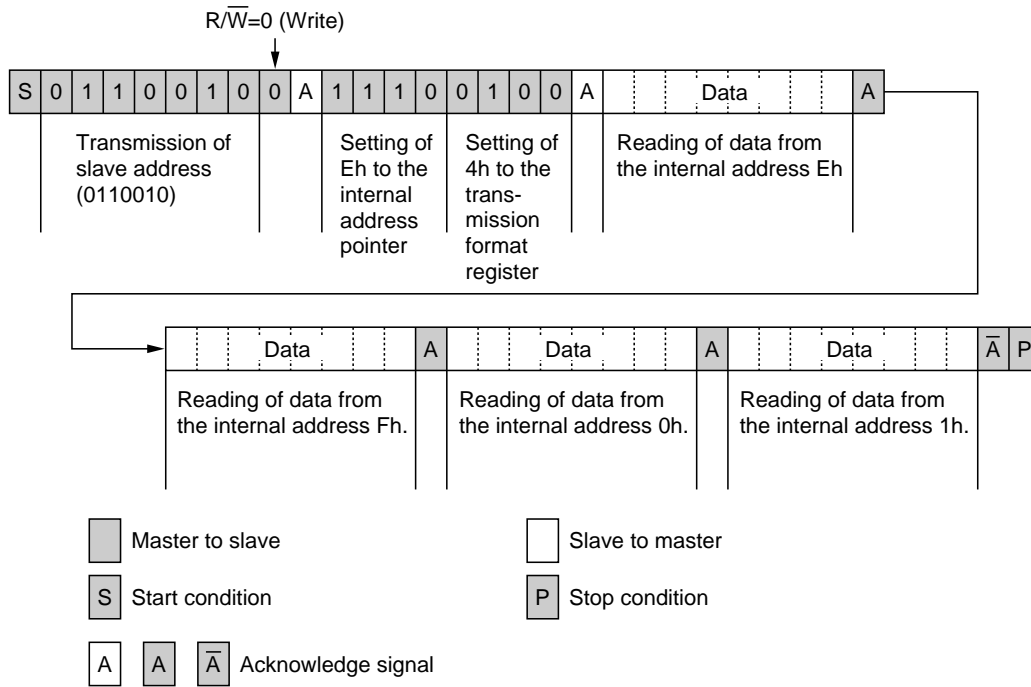 R/W̅=0 (Write)
S 0 1 1 0 0 1 0 0 A 1 1 1 0 0 1 0 0 A Data A
Transmission of
slave address
(0110010)
Setting of
Eh to the
internal
address
pointer
Setting of
4h to the
trans-
mission
format
register
Reading of data from
the internal address Eh
Data A Data A Data A̅ P
Reading of data from
the internal address Fh.
Reading of data from
the internal address 0h.
Reading of data from
the internal address 1h.
Master to slave
Slave to master
S Start condition
P Stop condition
A A A̅ Acknowledge signal